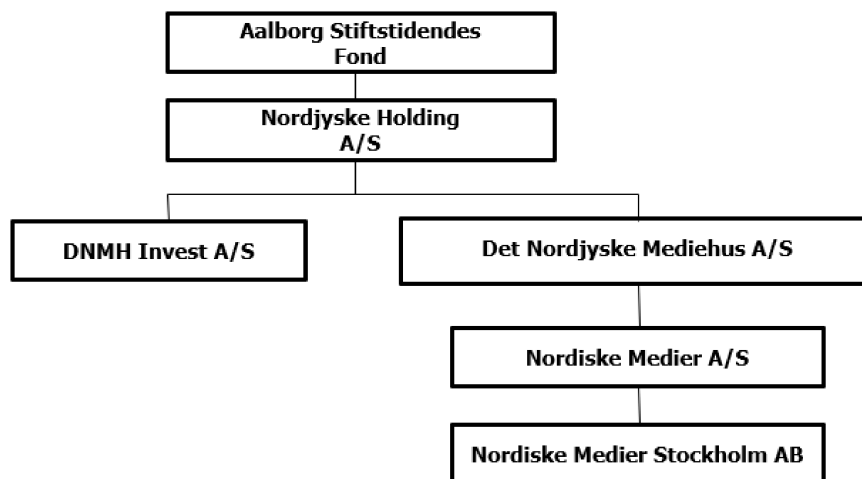 Aalborg Stiftstidendes
Fond
Nordjyske Holding
A/S
DNMH Invest A/S
Det Nordjyske Mediehus A/S
Nordiske Medier A/S
Nordiske Medier Stockholm AB